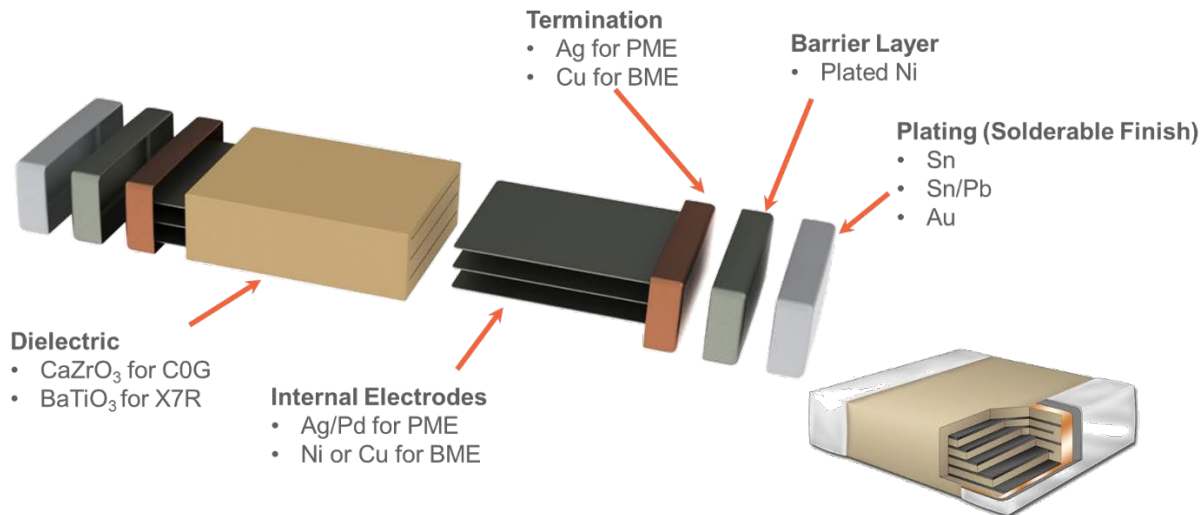 Termination
• Ag for PME
• Cu for BME
Barrier Layer
• Plated Ni
Plating (Solderable Finish)
• Sn
• Sn/Pb
• Au
Dielectric
• CaZrO₃ for C0G
• BaTiO₃ for X7R
Internal Electrodes
• Ag/Pd for PME
• Ni or Cu for BME